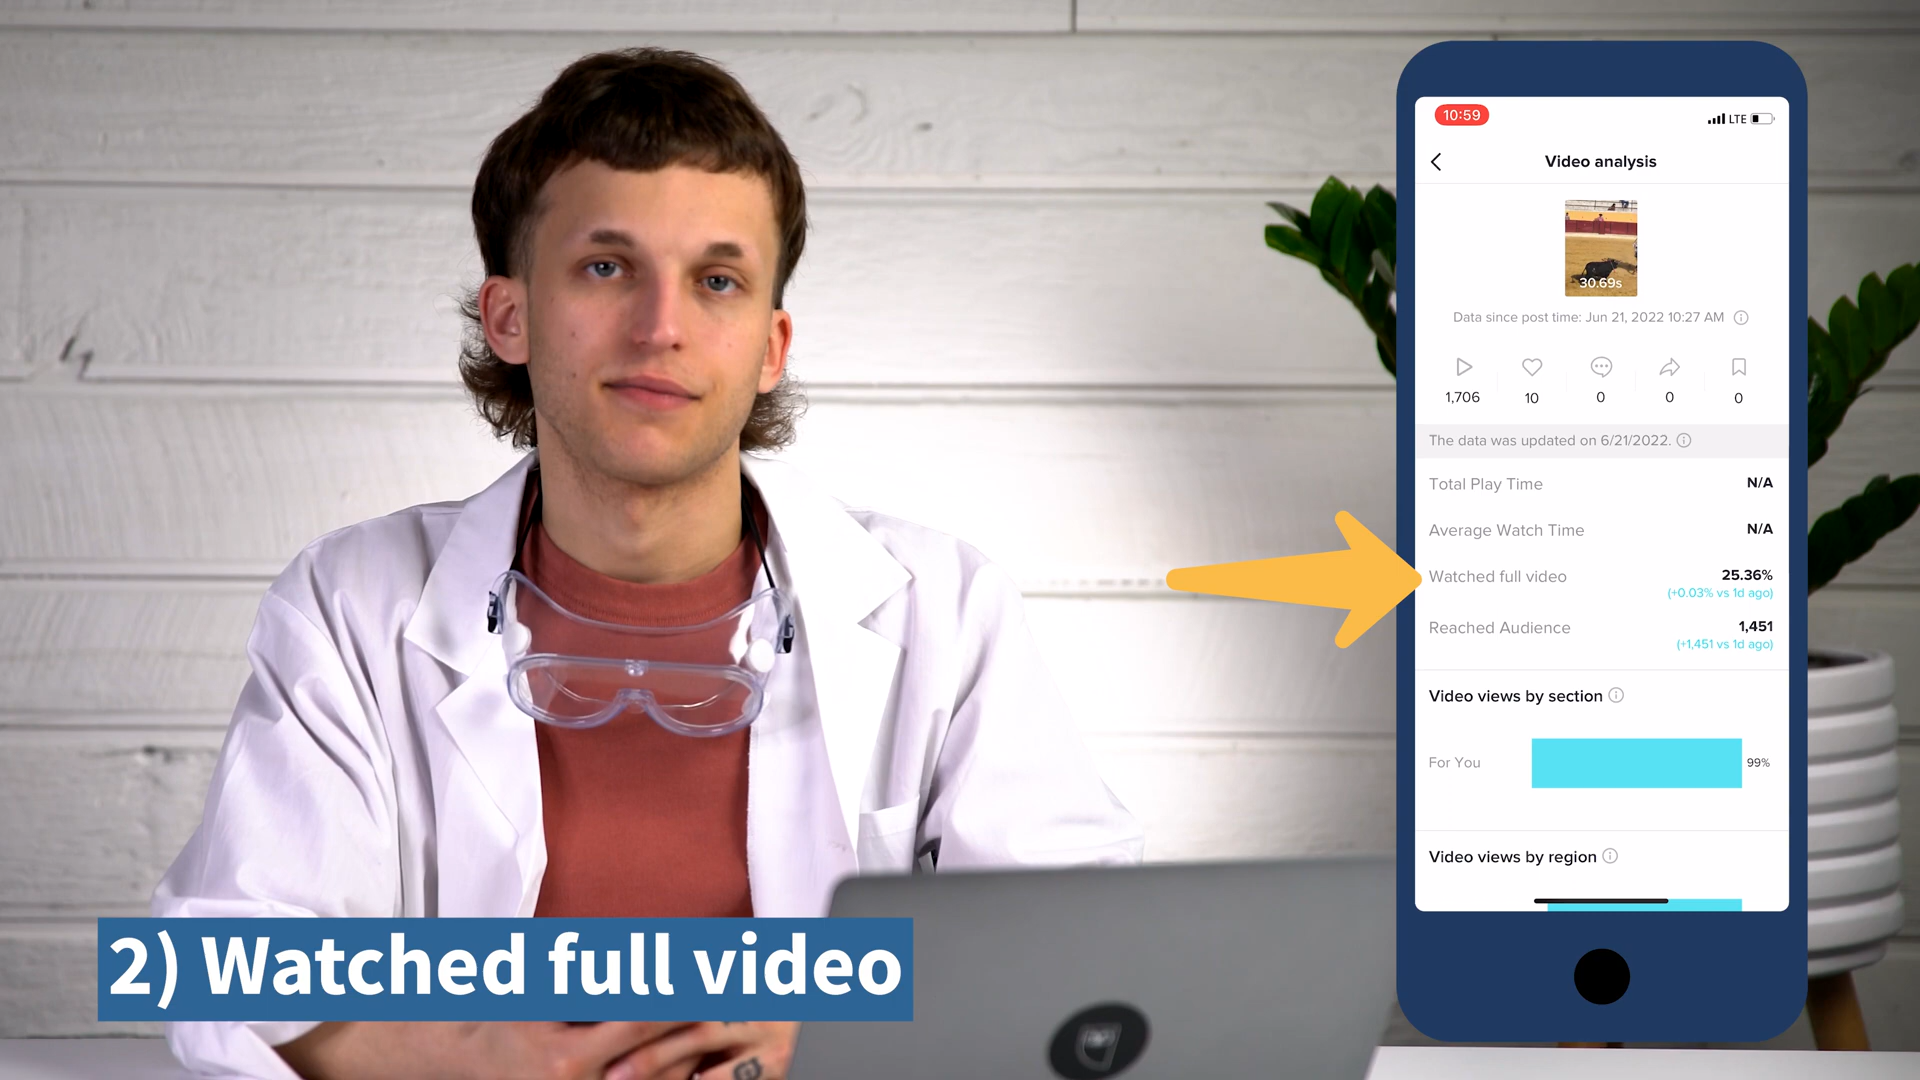 10:59
LTE
Video analysis
30.69s
Data since post time: Jun 21, 2022 10:27 AM
1,706
10
0
0
0
The data was updated on 6/21/2022.
Total Play Time
N/A
Average Watch Time
N/A
Watched full video
25.36%
(+0.03% vs 1d ago)
Reached Audience
1,451
(+1,451 vs 1d ago)
Video views by section
For You
99%
Video views by region
2) Watched full video